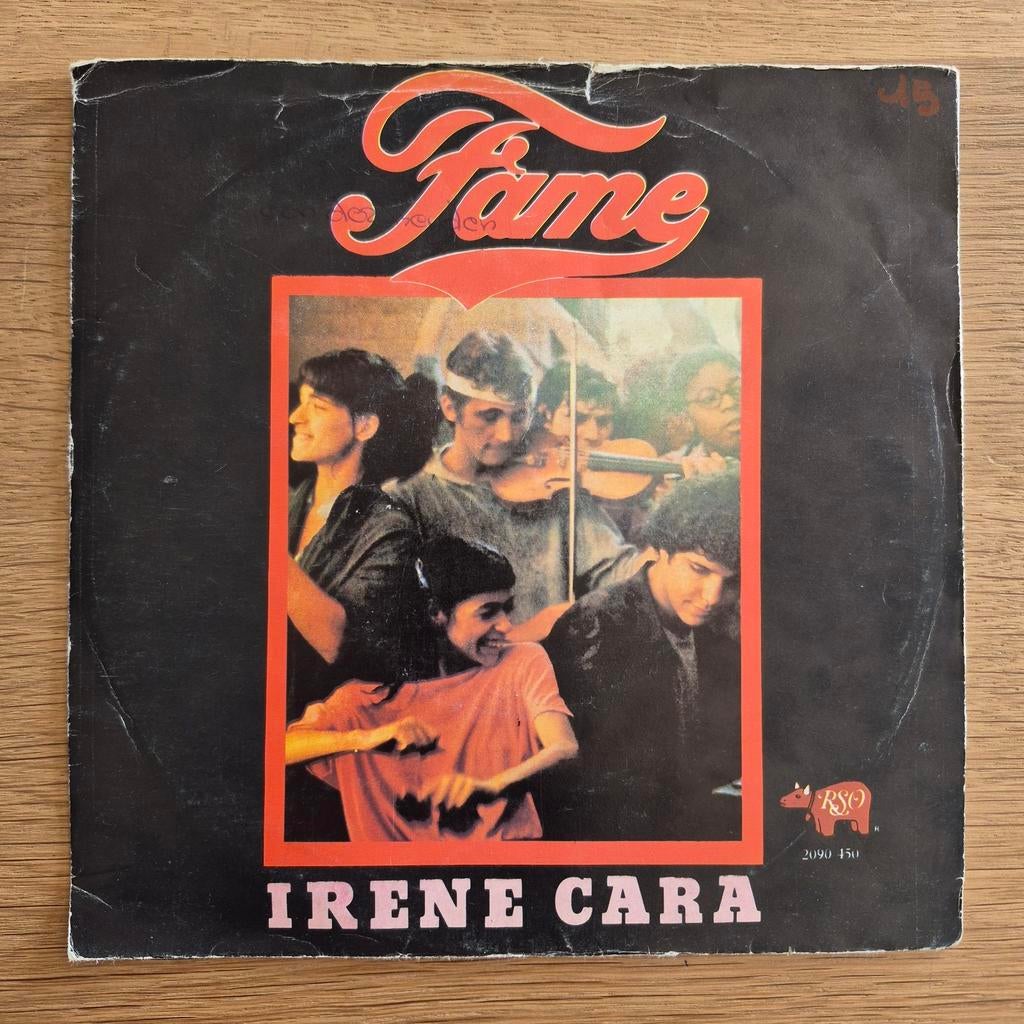 Fame
IRENE CARA
RSO
2090 450